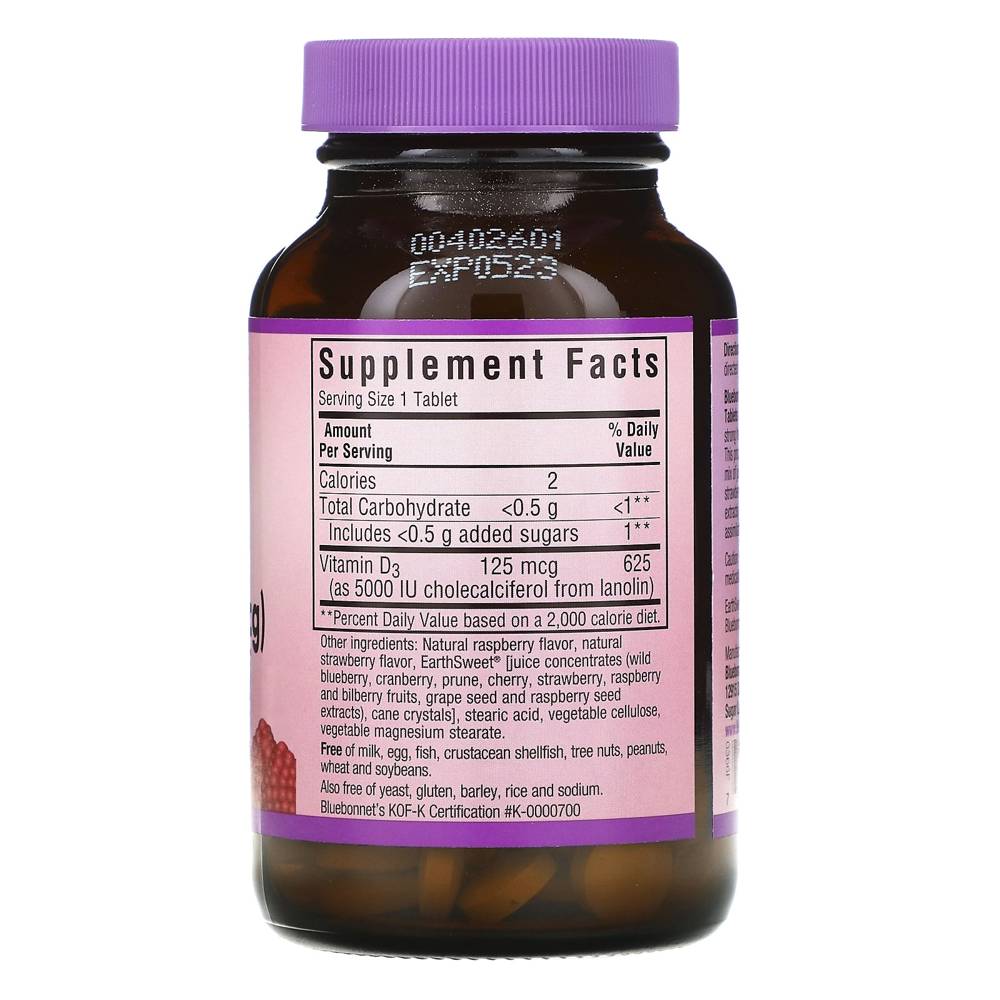 00402601
EXP0523
Supplement Facts
Serving Size 1 Tablet
Amount
Per Serving
% Daily
Value
Calories 2
Total Carbohydrate <0.5 g <1**
Includes <0.5 g added sugars 1**
Vitamin D3 125 mcg 625
(as 5000 IU cholecalciferol from lanolin)
**Percent Daily Value based on a 2,000 calorie diet.
Other ingredients: Natural raspberry flavor, natural
strawberry flavor, EarthSweet® [juice concentrates (wild
blueberry, cranberry, prune, cherry, strawberry, raspberry
and bilberry fruits, grape seed and raspberry seed
extracts), cane crystals], stearic acid, vegetable cellulose,
vegetable magnesium stearate.
Free of milk, egg, fish, crustacean shellfish, tree nuts, peanuts,
wheat and soybeans.
Also free of yeast, gluten, barley, rice and sodium.
Bluebonnet's KOF-K Certification #K-0000700